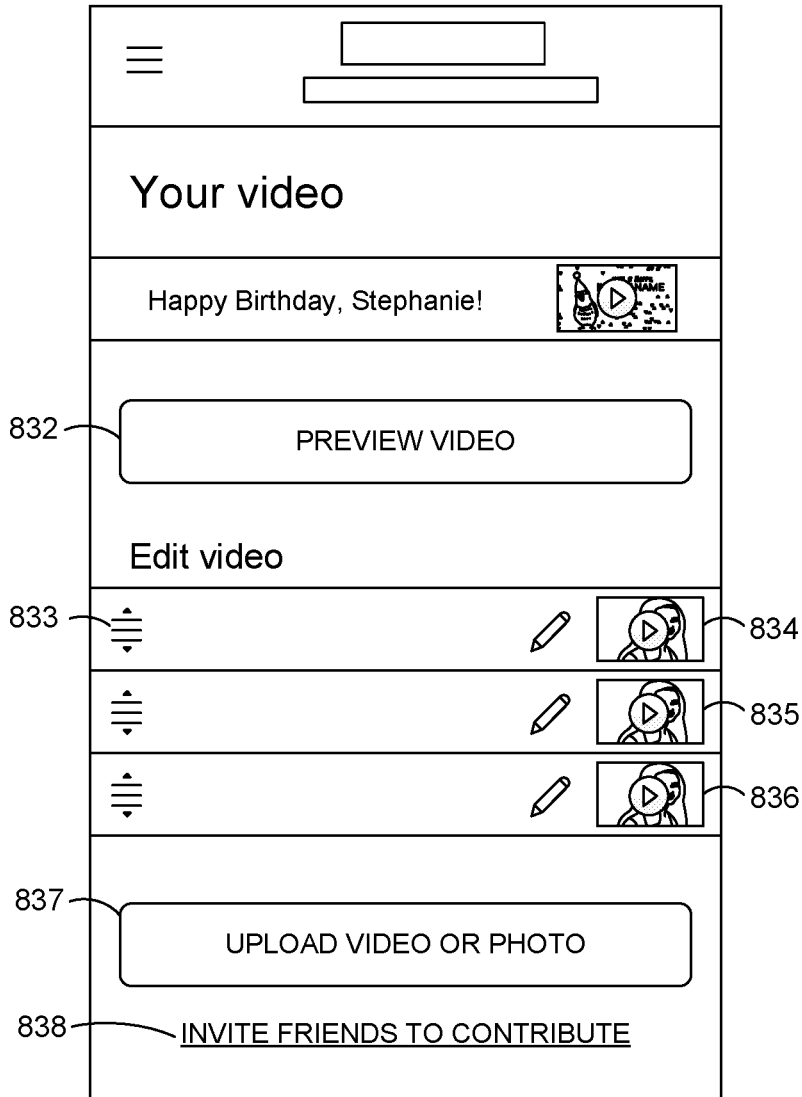 Your video
Happy Birthday, Stephanie!
NAME
832
PREVIEW VIDEO
Edit video
833
834
835
836
837
UPLOAD VIDEO OR PHOTO
838
INVITE FRIENDS TO CONTRIBUTE